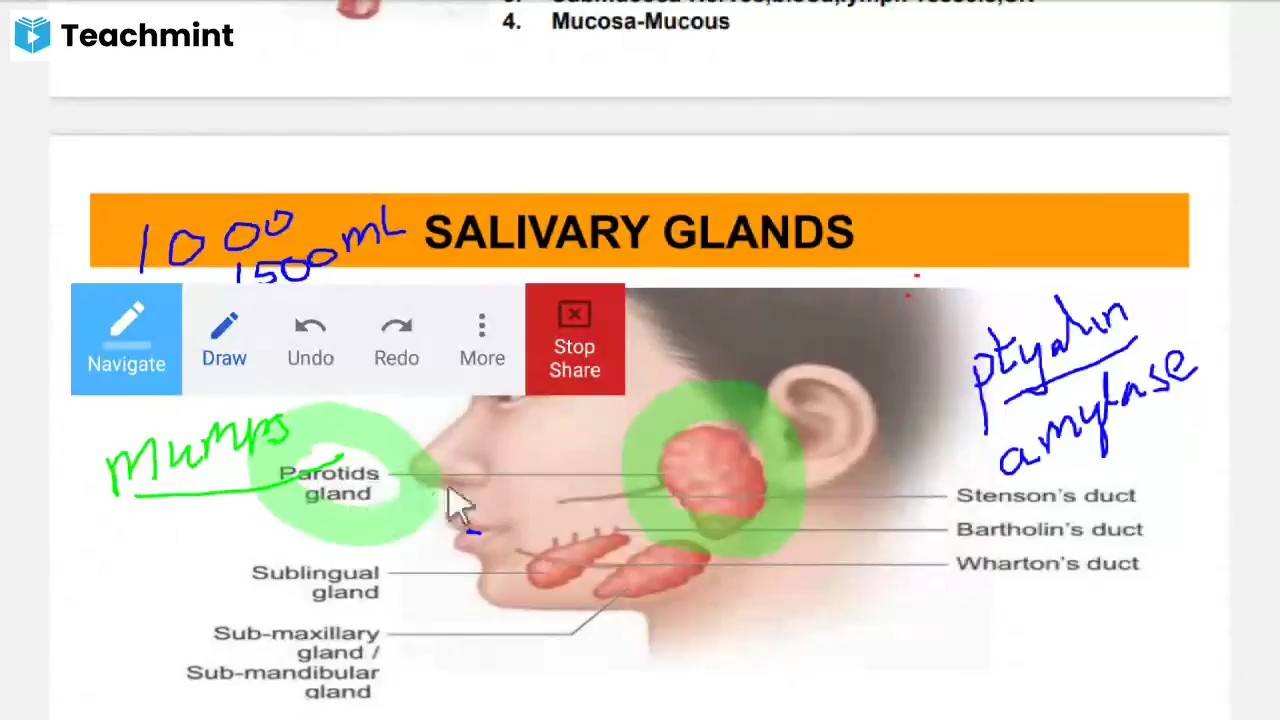 Teachmint
4. Mucosa-Mucous
SALIVARY GLANDS
1000
1500mL
Navigate
Draw
Undo
Redo
More
Stop
Share
Mumps
Parotids
gland
Sublingual
gland
Sub-maxillary
gland /
Sub-mandibular
gland
ptyalin
amylase
Stenson's duct
Bartholin's duct
Wharton's duct